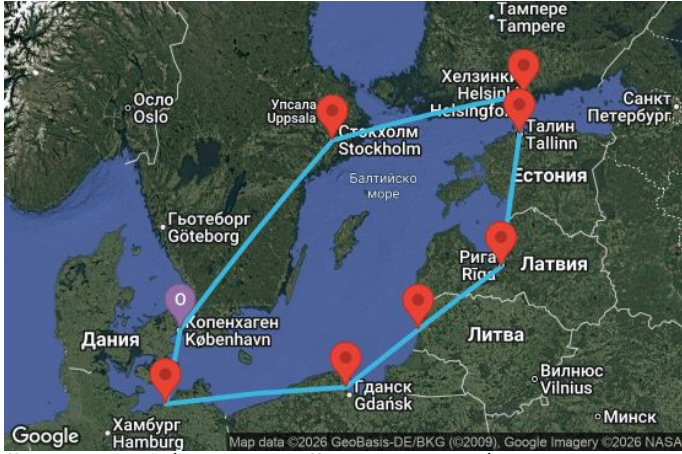 Тампере
Tampere
Хелзинки
Helsinki
Осло
Oslo
Упсала
Uppsala
Санкт
Петербург
Стокхолм
Stockholm
Талин
Tallinn
Балтийско
море
Естония
Гьотеборг
Göteborg
Рига
Rīga
Латвия
O
Копенхаген
København
Дания
Литва
Вилнюс
Vilnius
Гданск
Gdańsk
Минск
Хамбург
Hamburg
Google
Map data ©2026 GeoBasis-DE/BKG (©2009), Google Imagery ©2026 NASA